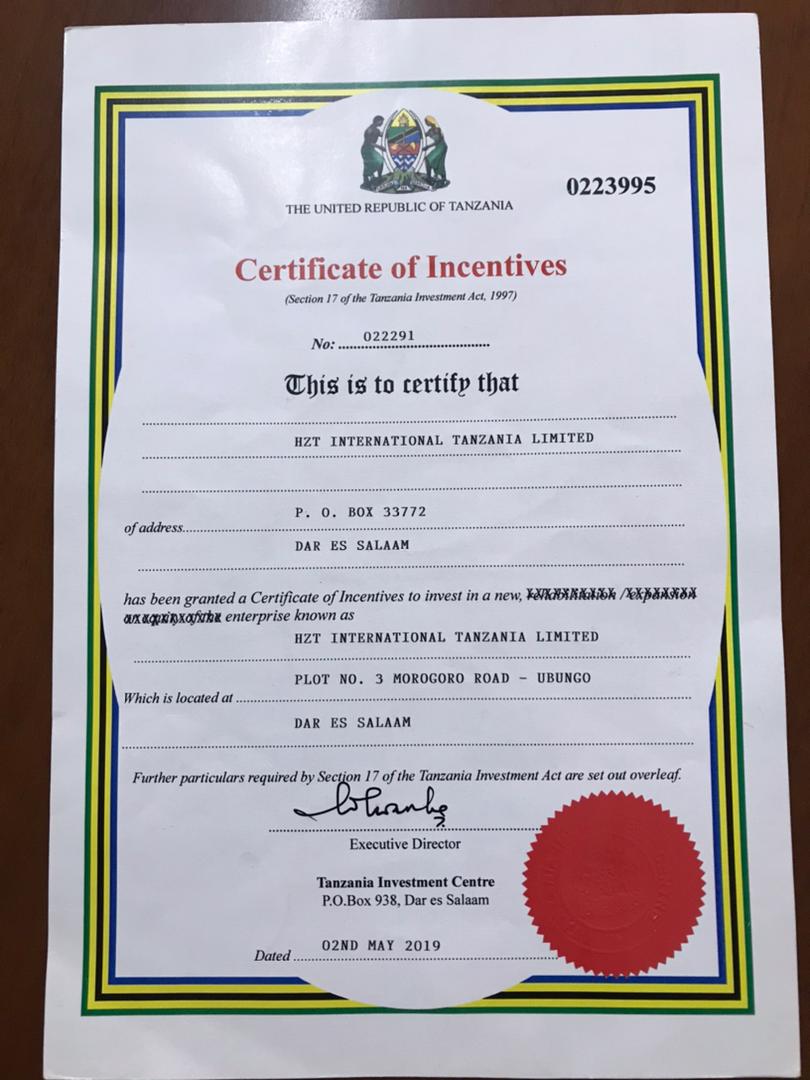 0223995
THE UNITED REPUBLIC OF TANZANIA
Certificate of Incentives
(Section 17 of the Tanzania Investment Act, 1997)
No: 022291
This is to certify that
HZT INTERNATIONAL TANZANIA LIMITED
P. O. BOX 33772
of address
DAR ES SALAAM
has been granted a Certificate of Incentives to invest in a new, rehabilitation / expansion
enterprise known as
HZT INTERNATIONAL TANZANIA LIMITED
PLOT NO. 3 MOROGORO ROAD - UBUNGO
Which is located at
DAR ES SALAAM
Further particulars required by Section 17 of the Tanzania Investment Act are set out overleaf.
Executive Director
Tanzania Investment Centre
P.O.Box 938, Dar es Salaam
Dated 02ND MAY 2019